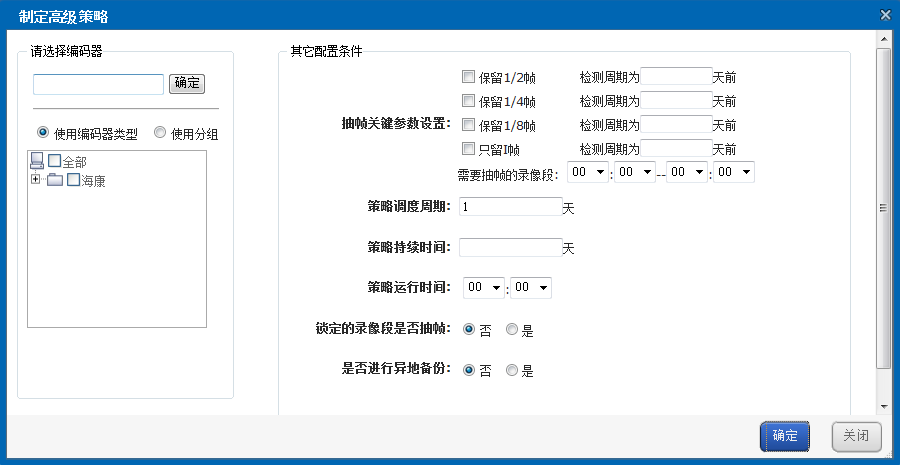 制定高级策略
请选择编码器
确定
使用编码器类型 使用分组
全部
海康
其它配置条件
抽帧关键参数设置:
保留1/2帧 检测周期为 天前
保留1/4帧 检测周期为 天前
保留1/8帧 检测周期为 天前
只留I帧 检测周期为 天前
需要抽帧的录像段: 00 : 00 -- 00 : 00
策略调度周期: 1 天
策略持续时间: 天
策略运行时间: 00 : 00
锁定的录像段是否抽帧: 否 是
是否进行异地备份: 否 是
确定 关闭